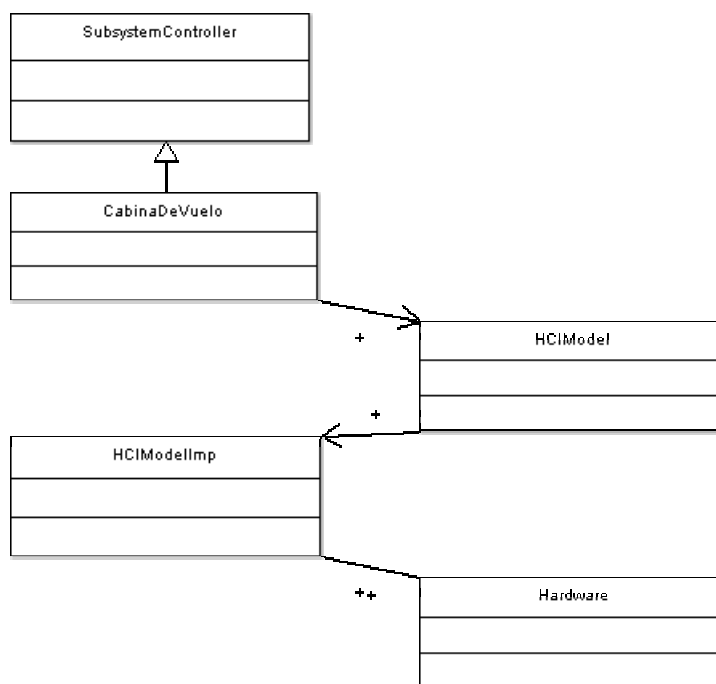 SubsystemController
CabinaDeVuelo
+
HCIModel
+
HCIModelImp
++
Hardware